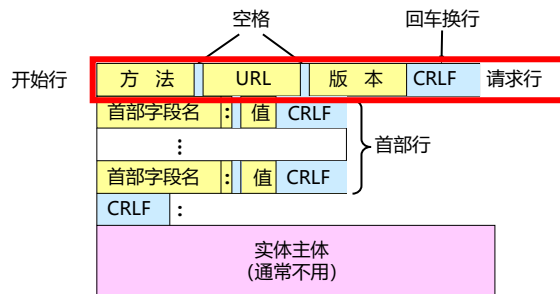 空格 回车换行
开始行 方 法 URL 版 本 CRLF 请求行
首部字段名 : 值 CRLF
⋮ 首部行
首部字段名 : 值 CRLF
CRLF :
实体主体
(通常不用)